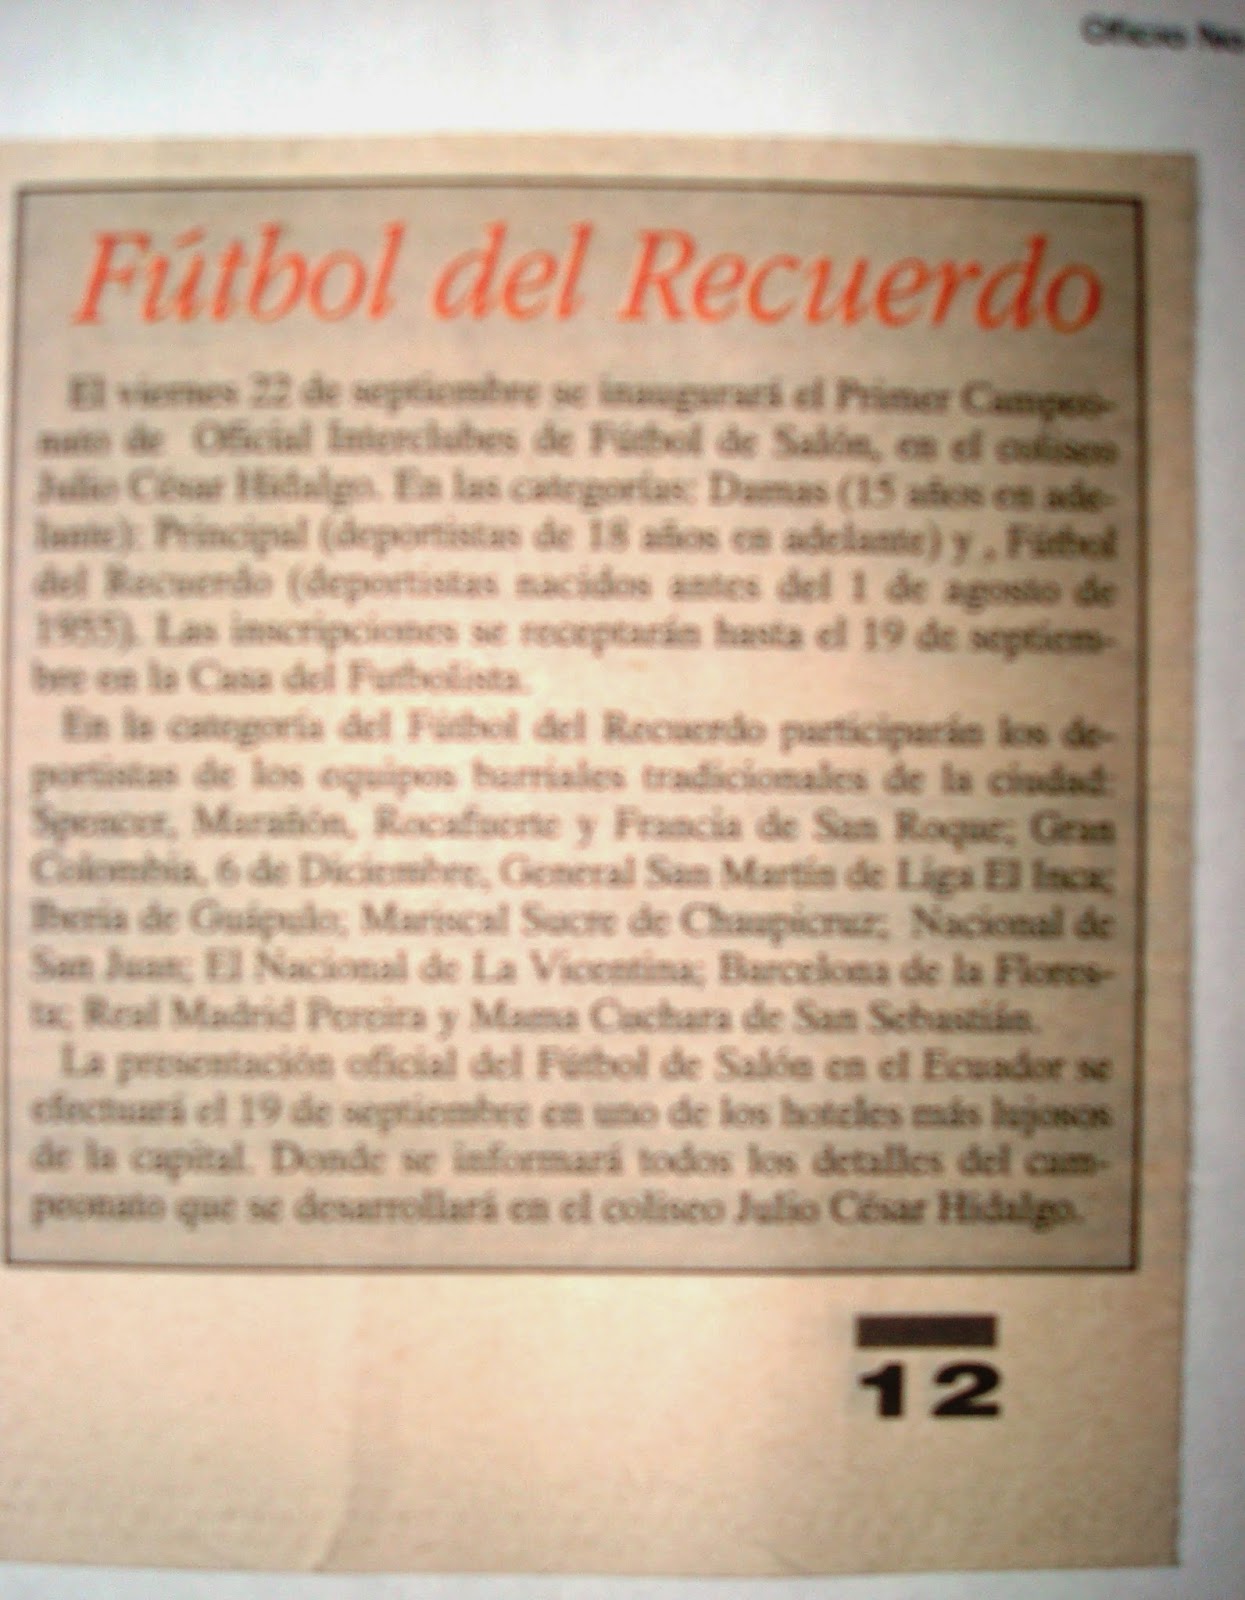 Oficio No
Fútbol del Recuerdo
El viernes 22 de septiembre se inaugurará el Primer Campeo-
nato de Oficial Interclubes de Fútbol de Salón, en el coliseo
Julio César Hidalgo. En las categorías: Damas (15 años en ade-
lante): Principal (deportistas de 18 años en adelante) y , Fútbol
del Recuerdo (deportistas nacidos antes del 1 de agosto de
1955). Las inscripciones se receptarán hasta el 19 de septiem-
bre en la Casa del Futbolista.
En la categoría del Fútbol del Recuerdo participarán los de-
portistas de los equipos barriales tradicionales de la ciudad:
Spencer, Marañón, Rocafuerte y Francia de San Roque; Gran
Colombia, 6 de Diciembre, General San Martín de Liga El Inca;
Iberia de Guápulo; Mariscal Sucre de Chaupicruz; Nacional de
San Juan; El Nacional de La Vicentina; Barcelona de la Flores-
ta; Real Madrid Pereira y Mama Cuchara de San Sebastián.
La presentación oficial del Fútbol de Salón en el Ecuador se
efectuará el 19 de septiembre en uno de los hoteles más lujosos
de la capital. Donde se informará todos los detalles del cam-
peonato que se desarrollará en el coliseo Julio César Hidalgo.
12